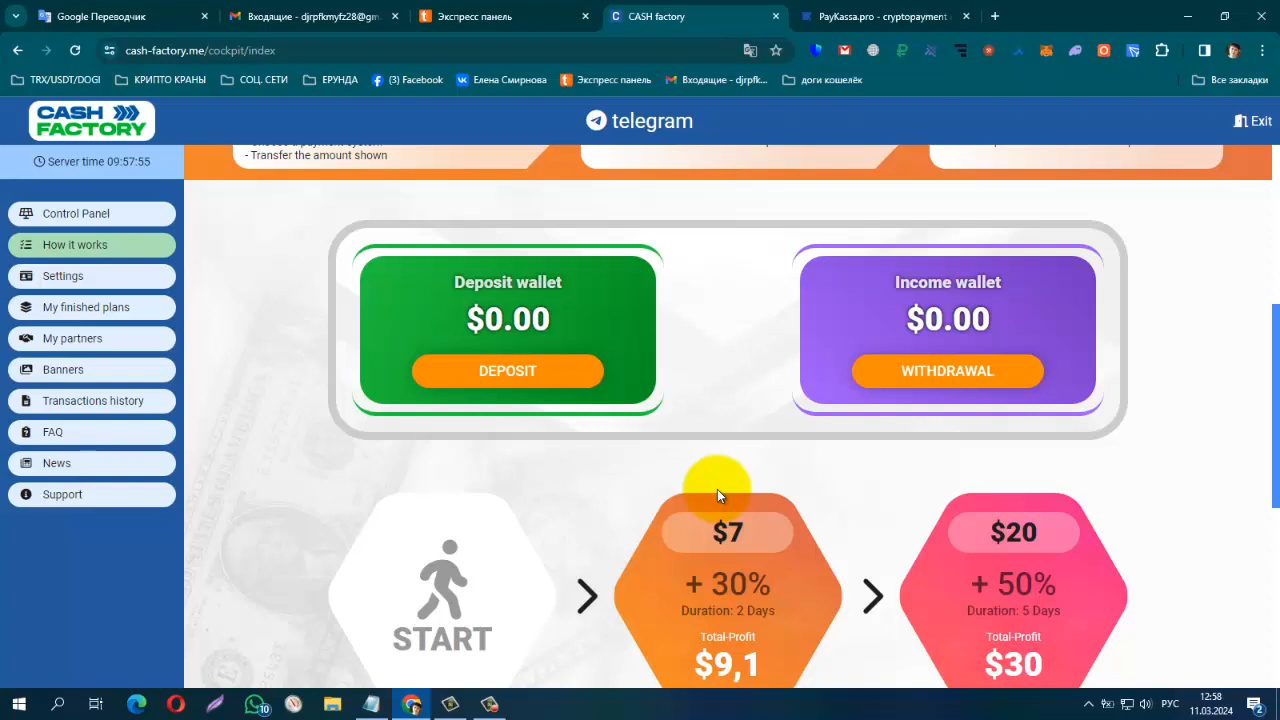 Google Переводчик
Входящие - djrpfkmyfz28@gm
Экспресс панель
CASH factory
PayKassa.pro - cryptopayment
cash-factory.me/cockpit/index
TRX/USDT/DOGI
КРИПТО КРАНЫ
СОЦ. СЕТИ
ЕРУНДА
(3) Facebook
Елена Смирнова
Экспресс панель
Входящие - djrpfk...
доги кошелёк
Все закладки
CASH
FACTORY
telegram
Exit
Server time 09:57:55
- Transfer the amount shown
Control Panel
How it works
Settings
My finished plans
My partners
Banners
Transactions history
FAQ
News
Support
Deposit wallet
$0.00
DEPOSIT
Income wallet
$0.00
WITHDRAWAL
START
$7
+ 30%
Duration: 2 Days
Total-Profit
$9,1
$20
+ 50%
Duration: 5 Days
Total-Profit
$30
10
РУС
12:58
11.03.2024
2